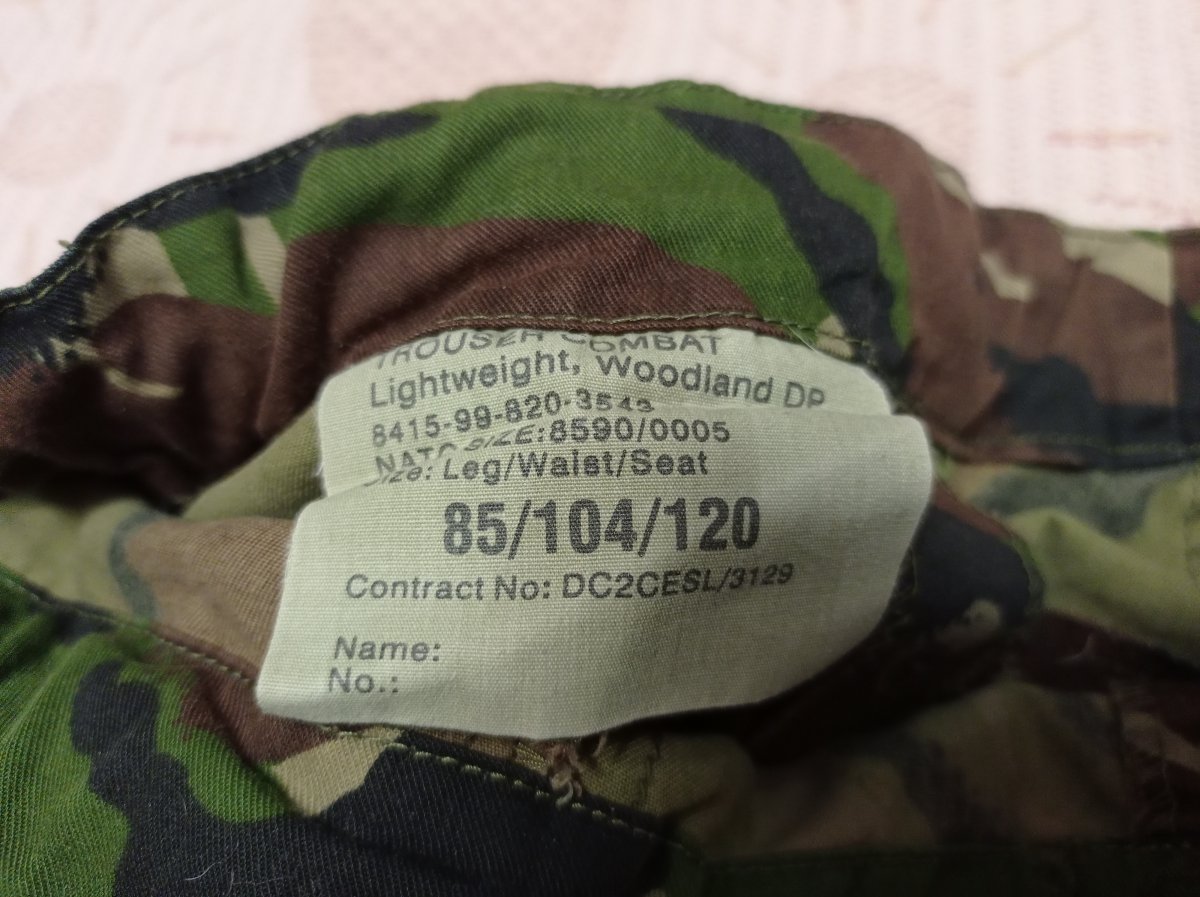 TROUSER COMBAT
Lightweight, Woodland DP
8415-99-820-3543
NATO SIZE:8590/0005
Size: Leg/Waist/Seat
85/104/120
Contract No: DC2CESL/3129
Name:
No.: